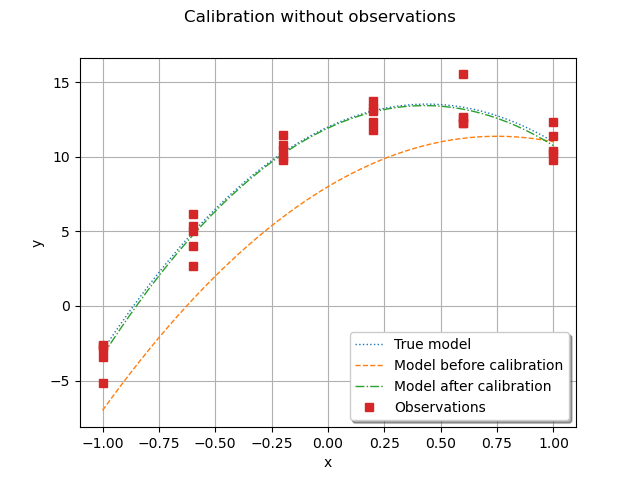 Calibration without observations
y
15
10
5
0
−5
−1.00 −0.75 −0.50 −0.25 0.00 0.25 0.50 0.75 1.00
x
True model
Model before calibration
Model after calibration
Observations